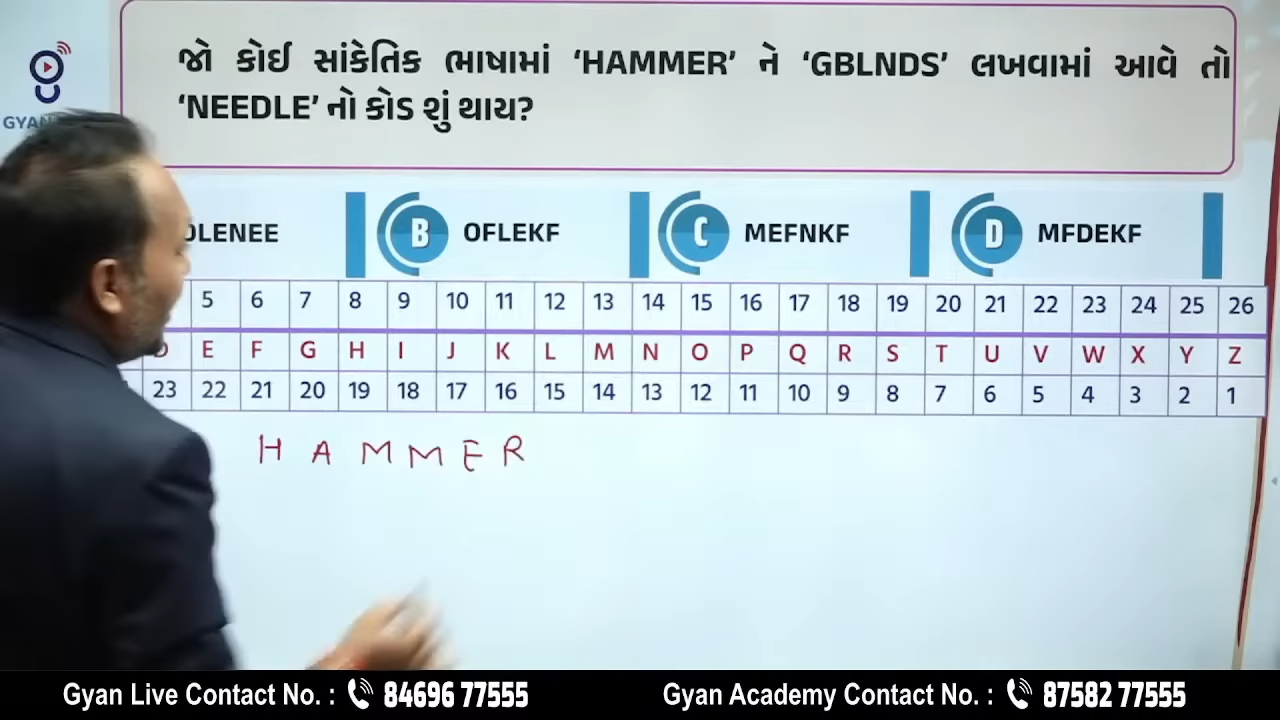 જો કોઈ સાંકેતિક ભાષામાં ‘HAMMER’ ને ‘GBLNDS’ લખવામાં આવે તો
‘NEEDLE’ નો કોડ શું થાય?
B OFLEKF C MEFNKF D MFDEKF
5 6 7 8 9 10 11 12 13 14 15 16 17 18 19 20 21 22 23 24 25 26
D E F G H I J K L M N O P Q R S T U V W X Y Z
23 22 21 20 19 18 17 16 15 14 13 12 11 10 9 8 7 6 5 4 3 2 1
H A M M E R
Gyan Live Contact No. : 84696 77555 Gyan Academy Contact No. : 87582 77555